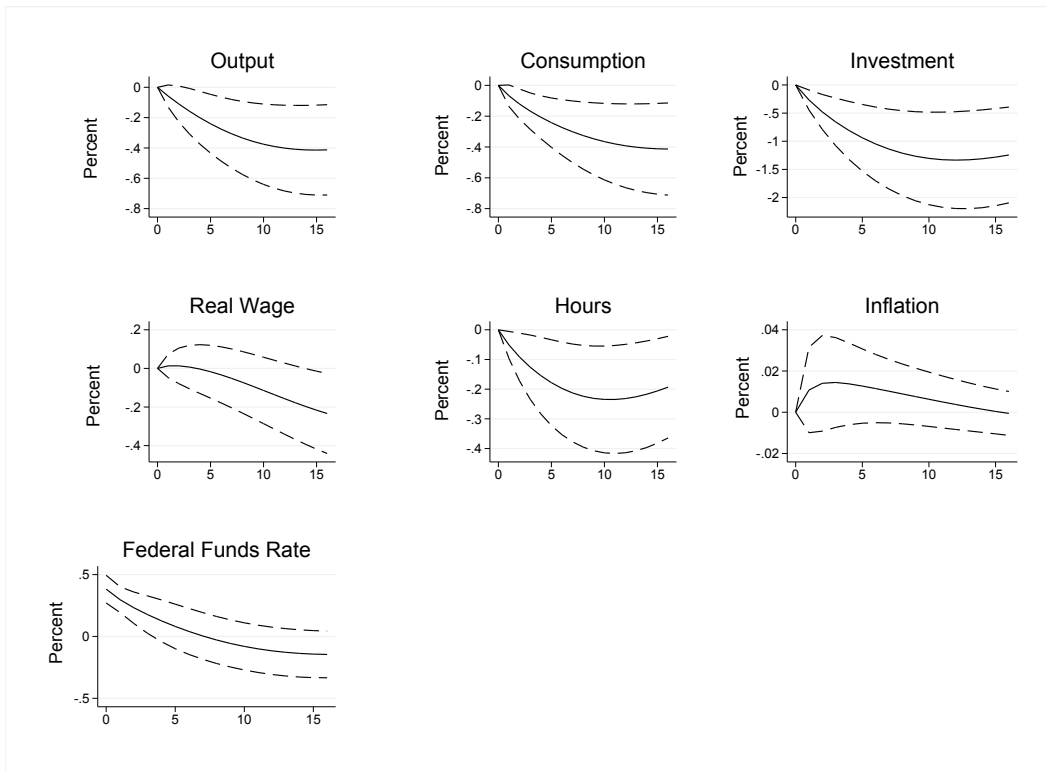 Output
Consumption
Investment
Percent
0
-.2
-.4
-.6
-.8
0 5 10 15
Percent
0
-.2
-.4
-.6
-.8
0 5 10 15
Percent
0
-.5
-1
-1.5
-2
0 5 10 15
Real Wage
Hours
Inflation
Percent
.2
0
-.2
-.4
0 5 10 15
Percent
0
-.1
-.2
-.3
-.4
0 5 10 15
Percent
.04
.02
0
-.02
0 5 10 15
Federal Funds Rate
Percent
.5
0
-.5
0 5 10 15